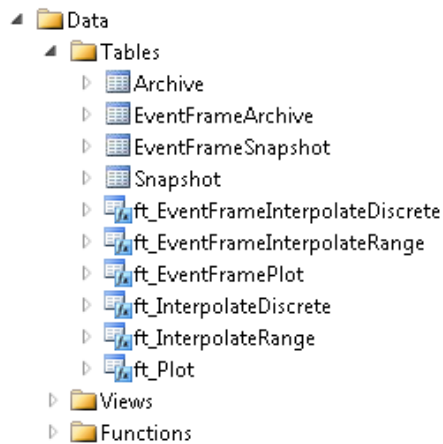 Data
Tables
Archive
EventFrameArchive
EventFrameSnapshot
Snapshot
ft_EventFrameInterpolateDiscrete
ft_EventFrameInterpolateRange
ft_EventFramePlot
ft_InterpolateDiscrete
ft_InterpolateRange
ft_Plot
Views
Functions